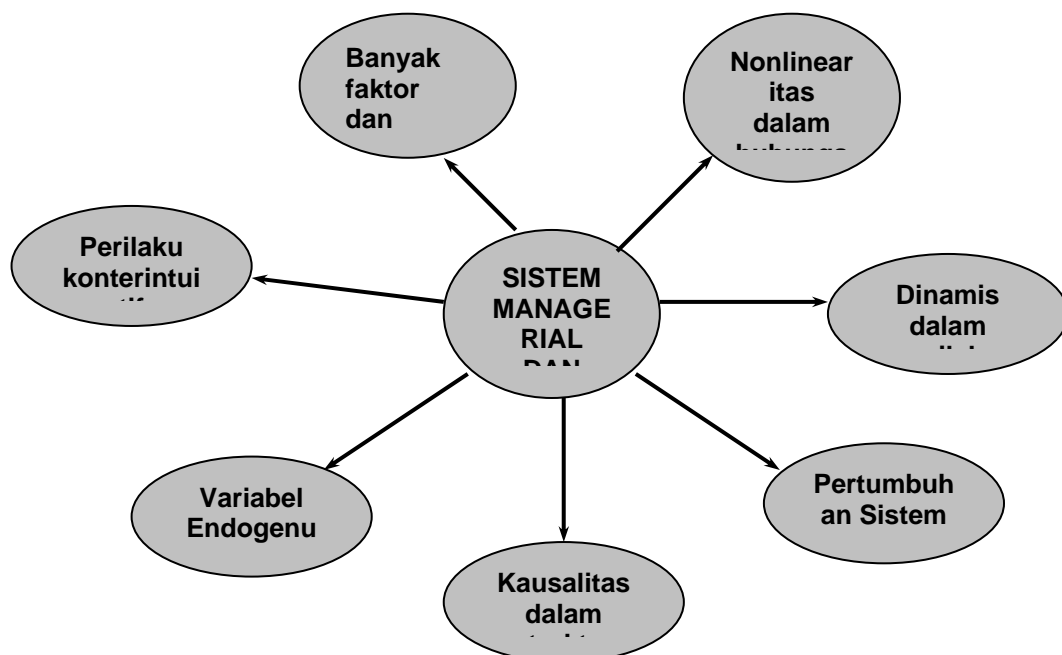 Banyak
faktor
dan
Nonlinear
itas
dalam
Perilaku
konterintui
SISTEM
MANAGE
RIAL
DAN
Dinamis
dalam
Variabel
Endogenu
Pertumbuh
an Sistem
Kausalitas
dalam